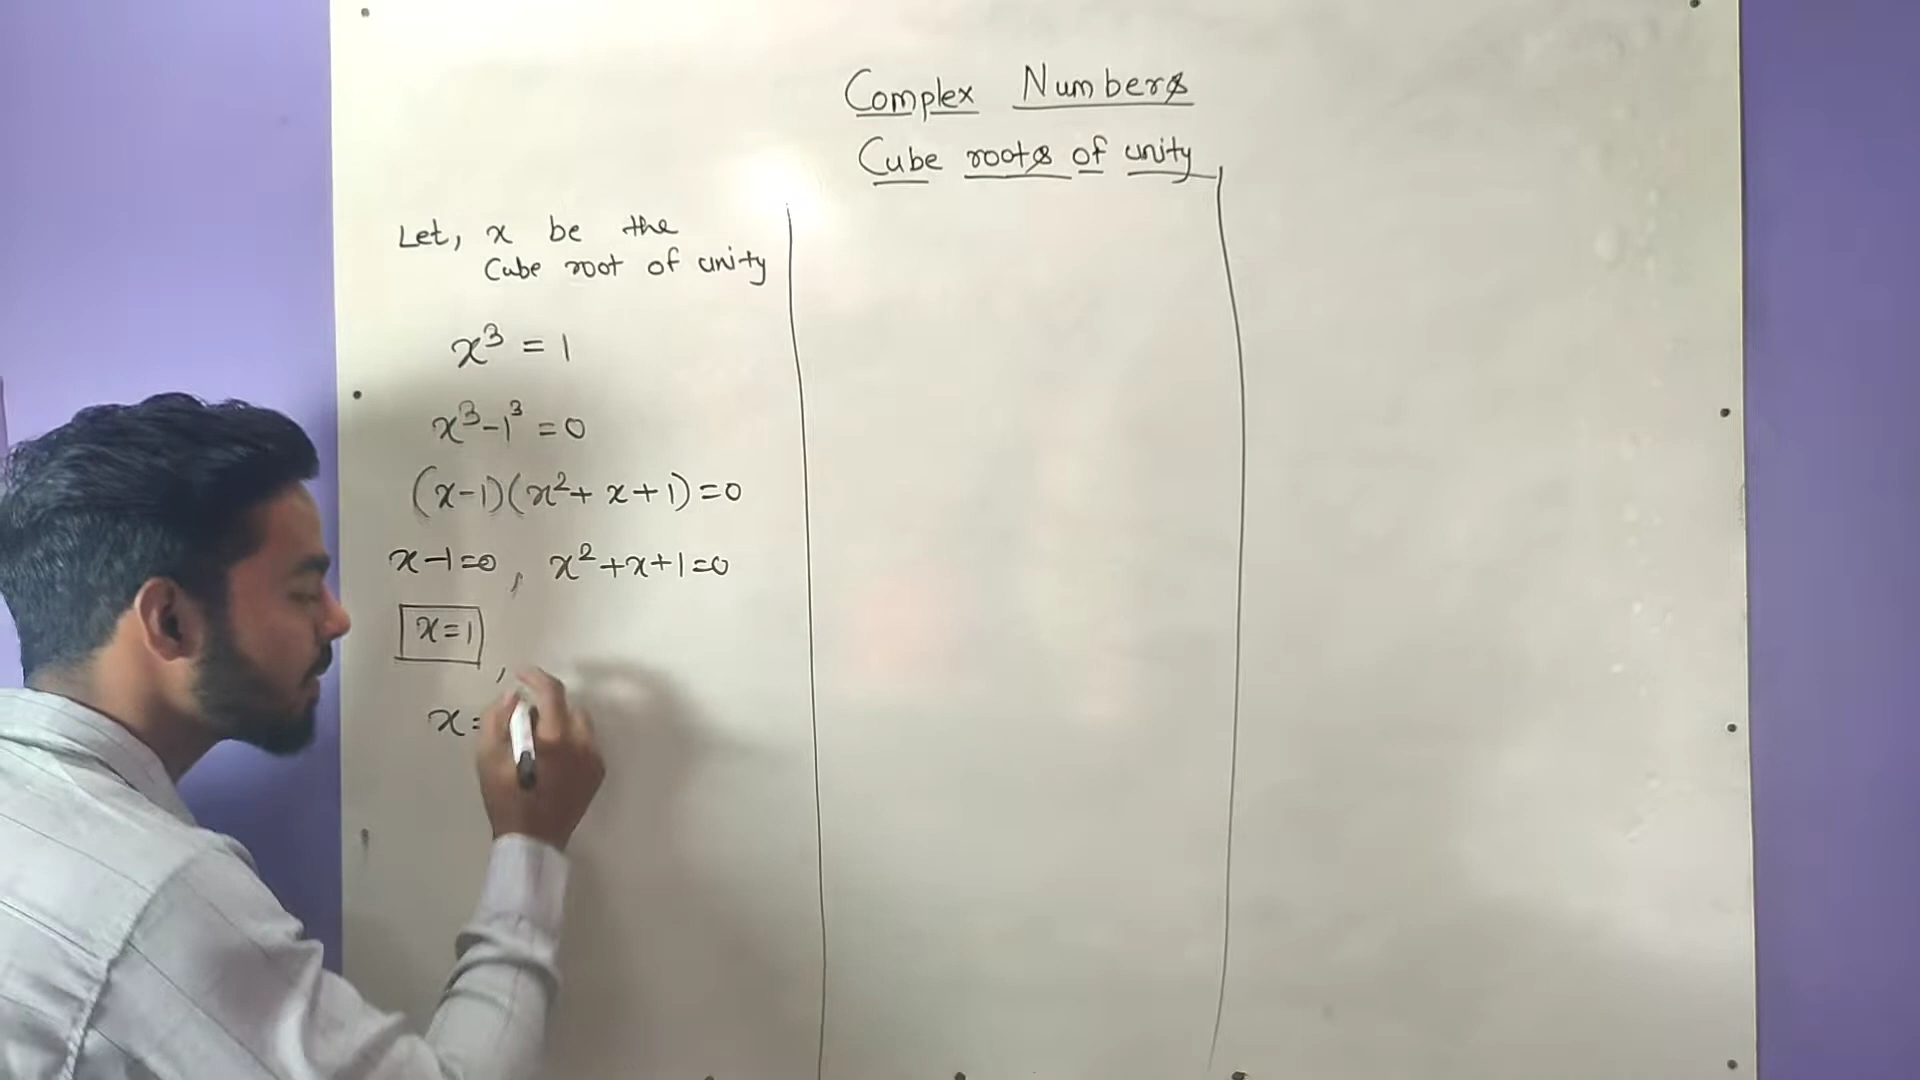 Complex Numbers
Cube roots of unity
Let, x be the
Cube root of unity
x³ = 1
x³-1³ = 0
(x-1)(x²+ x+1)=0
x-1=0, x²+x+1=0
x=1,
x=